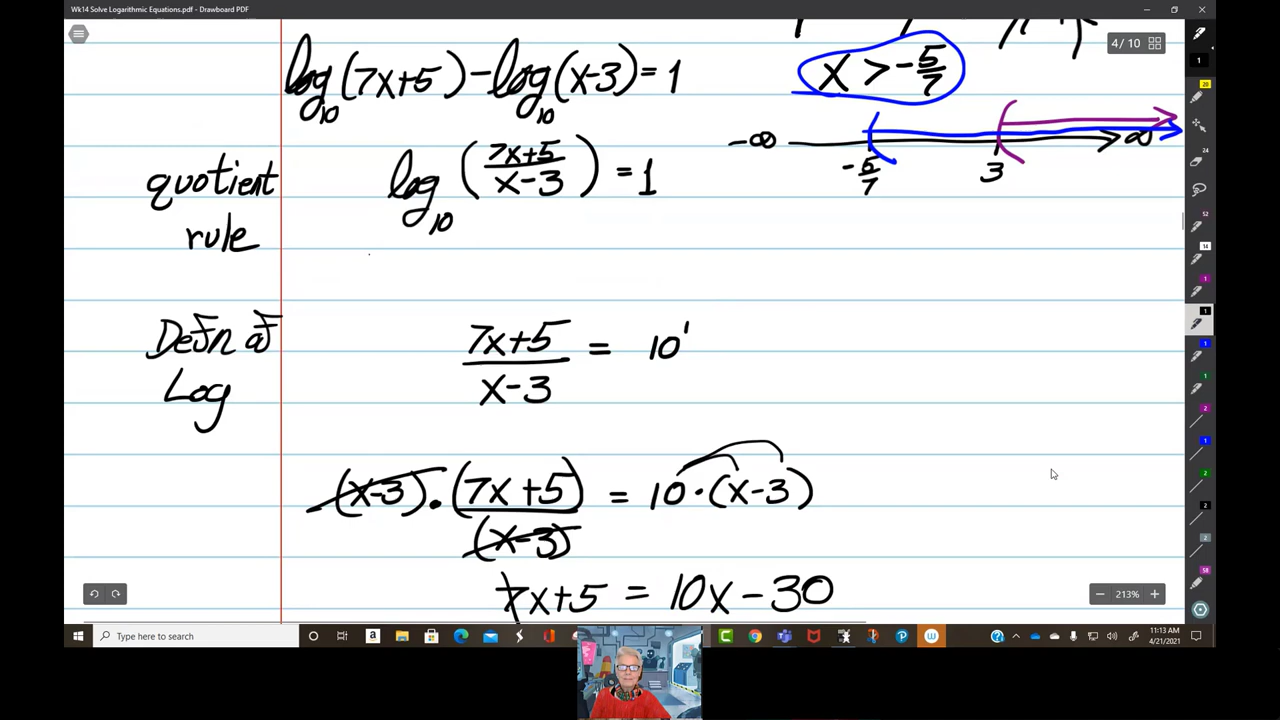 Wk14 Solve Logarithmic Equations.pdf - Drawboard PDF
4 / 10
log₁₀(7x+5) - log₁₀(x-3) = 1
x > -5/7
-∞ -5/7 3 ∞
quotient
rule
log₁₀((7x+5)/(x-3)) = 1
Defn of
Log
(7x+5)/(x-3) = 10¹
(x-3)·(7x+5)/(x-3) = 10·(x-3)
7x+5 = 10x-30
213%
Type here to search
11:13 AM
4/21/2021